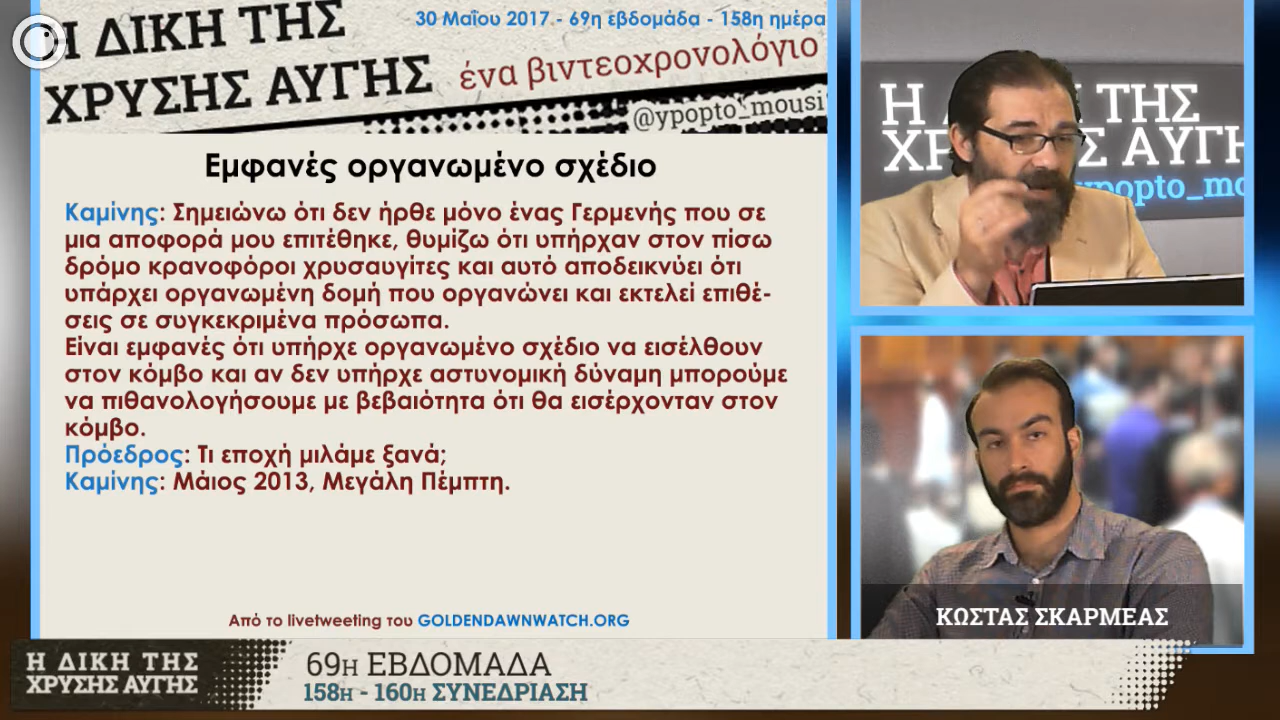 30 Μαΐου 2017 - 69η εβδομάδα - 158η ημέρα
Η ΔΙΚΗ ΤΗΣ
ΧΡΥΣΗΣ ΑΥΓΗΣ
ένα βιντεοχρονολόγιο
@ypopto_mousi
Εμφανές οργανωμένο σχέδιο
Καμίνης: Σημειώνω ότι δεν ήρθε μόνο ένας Γερμενής που σε
μια αποφορά μου επιτέθηκε, θυμίζω ότι υπήρχαν στον πίσω
δρόμο κρανοφόροι χρυσαυγίτες και αυτό αποδεικνύει ότι
υπάρχει οργανωμένη δομή που οργανώνει και εκτελεί επιθέ-
σεις σε συγκεκριμένα πρόσωπα.
Είναι εμφανές ότι υπήρχε οργανωμένο σχέδιο να εισέλθουν
στον κόμβο και αν δεν υπήρχε αστυνομική δύναμη μπορούμε
να πιθανολογήσουμε με βεβαιότητα ότι θα εισέρχονταν στον
κόμβο.
Πρόεδρος: Τι εποχή μιλάμε ξανά;
Καμίνης: Μάιος 2013, Μεγάλη Πέμπτη.
Από το livetweeting του GOLDENDAWNWATCH.ORG
Η ΤΗΣ
ΧΡ Σ ΑΥΓΗ
ypopto_mo
ΚΩΣΤΑΣ ΣΚΑΡΜΕΑΣ
Η ΔΙΚΗ ΤΗΣ
ΧΡΥΣΗΣ ΑΥΓΗΣ
69Η ΕΒΔΟΜΑΔΑ
158Η - 160Η ΣΥΝΕΔΡΙΑΣΗ